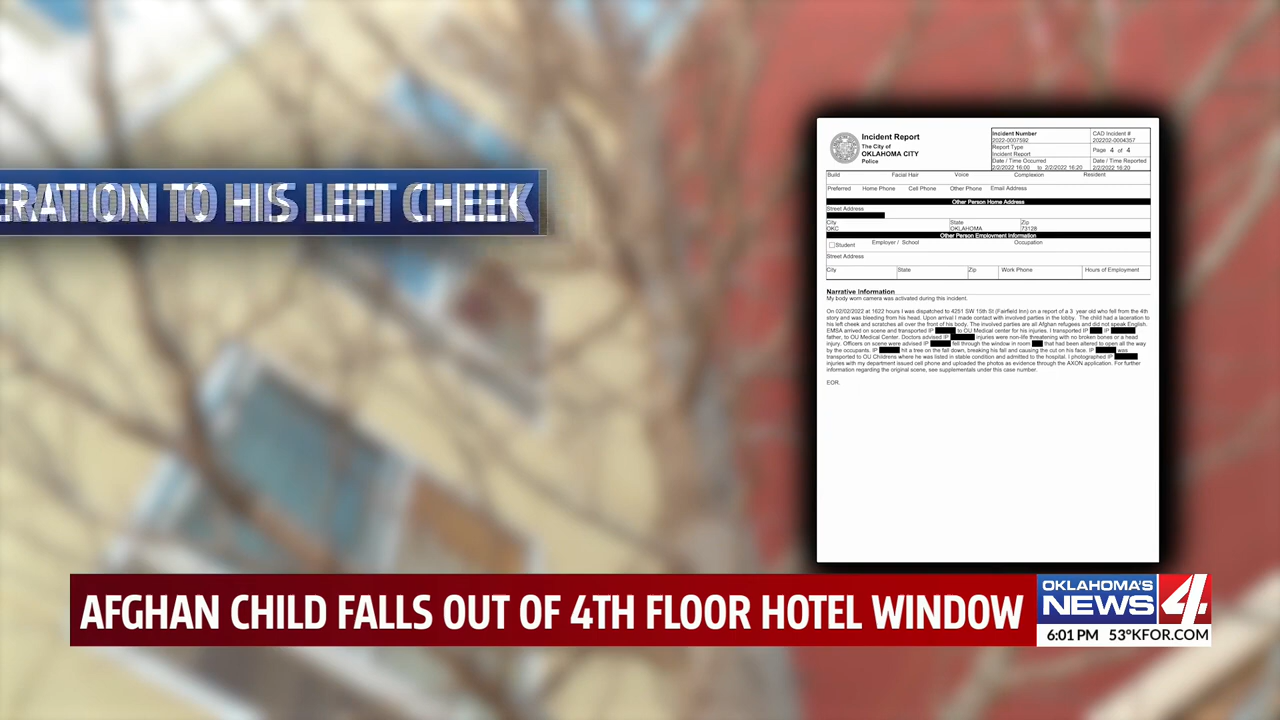 ERATION TO HIS LEFT CHEEK
Incident Report
The City of
OKLAHOMA CITY
Police
Incident Number
2022-0007592
CAD Incident #
202202-0004357
Report Type
Incident Report
Page 4 of 4
Date / Time Occurred
2/2/2022 16:00 to 2/2/2022 16:20
Date / Time Reported
2/2/2022 16:20
Build Facial Hair Voice Complexion Resident
Preferred Home Phone Cell Phone Other Phone Email Address
Other Person Home Address
Street Address
City State Zip
OKC OKLAHOMA 73128
Other Person Employment Information
Student Employer / School Occupation
Street Address
City State Zip Work Phone Hours of Employment
Narrative Information
My body worn camera was activated during this incident.
On 02/02/2022 at 1622 hours I was dispatched to 4251 SW 15th St (Fairfield Inn) on a report of a 3 year old who fell from the 4th
story and was bleeding from his head. Upon arrival I made contact with involved parties in the lobby. The child had a laceration to
his left cheek and scratches all over the front of his body. The involved parties are all Afghan refugees and did not speak English.
EMSA arrived on scene and transported IP to OU Medical center for his injuries. I transported IP IP
father, to OU Medical Center. Doctors advised IP injuries were non-life threatening with no broken bones or a head
injury. Officers on scene were advised IP fell through the window in room that had been altered to open all the way
by the occupants. IP hit a tree on the fall down, breaking his fall and causing the cut on his face. IP was
transported to OU Childrens where he was listed in stable condition and admitted to the hospital. I photographed IP
injuries with my department issued cell phone and uploaded the photos as evidence through the AXON application. For further
information regarding the original scene, see supplementals under this case number.
EOR.
AFGHAN CHILD FALLS OUT OF 4TH FLOOR HOTEL WINDOW
OKLAHOMA'S
NEWS 4
6:01 PM 53° KFOR.COM